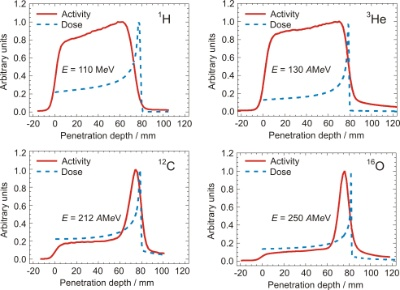 1.2
1.0
0.8
0.6
0.4
0.2
0.0
Arbitrary units
Activity
Dose
¹H
E = 110 MeV
-20 0 20 40 60 80 100 120
Penetration depth / mm
1.2
1.0
0.8
0.6
0.4
0.2
0.0
Arbitrary units
Activity
Dose
³He
E = 130 AMeV
-20 0 20 40 60 80 100 120
Penetration depth / mm
1.2
1.0
0.8
0.6
0.4
0.2
0.0
Arbitrary units
Activity
Dose
¹²C
E = 212 AMeV
-20 0 20 40 60 80 100 120
Penetration depth / mm
1.2
1.0
0.8
0.6
0.4
0.2
0.0
Arbitrary units
Activity
Dose
¹⁶O
E = 250 AMeV
-20 0 20 40 60 80 100 120
Penetration depth / mm